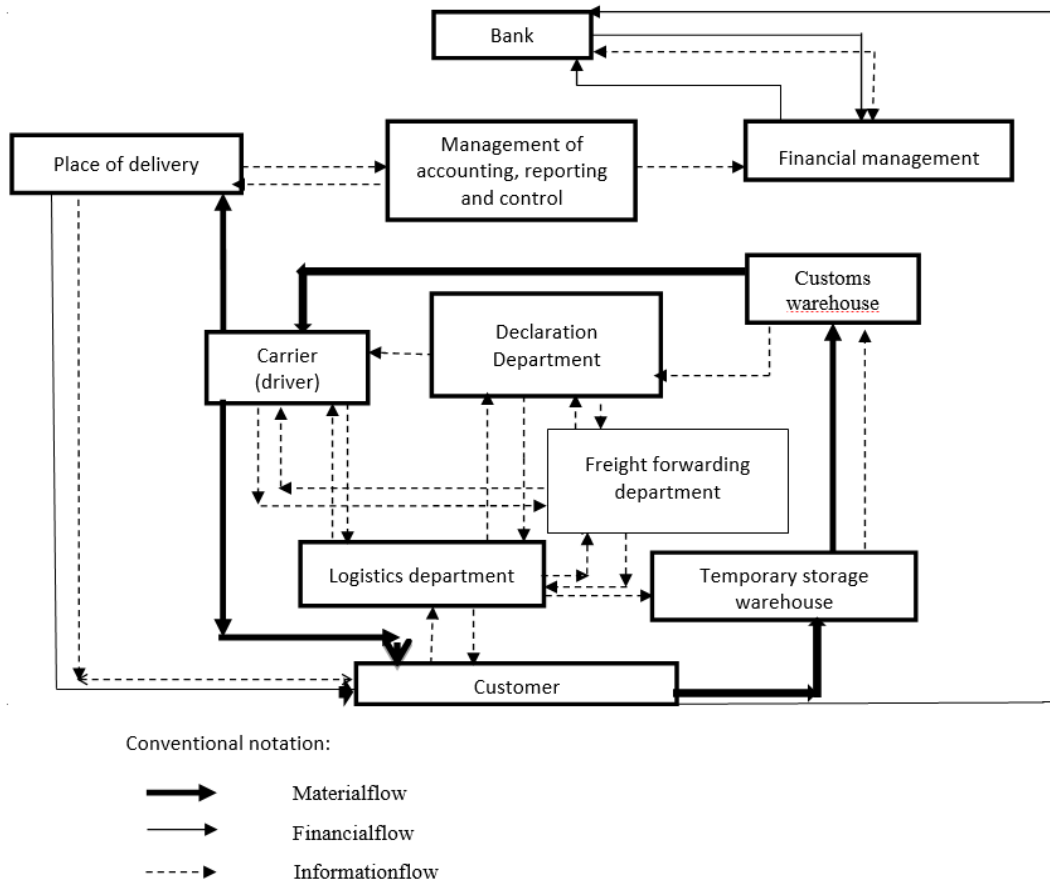 Bank
Place of delivery
Management of
accounting, reporting
and control
Financial management
Customs
warehouse
Declaration
Department
Carrier
(driver)
Freight forwarding
department
Logistics department
Temporary storage
warehouse
Customer
Conventional notation:
Materialflow
Financialflow
Informationflow